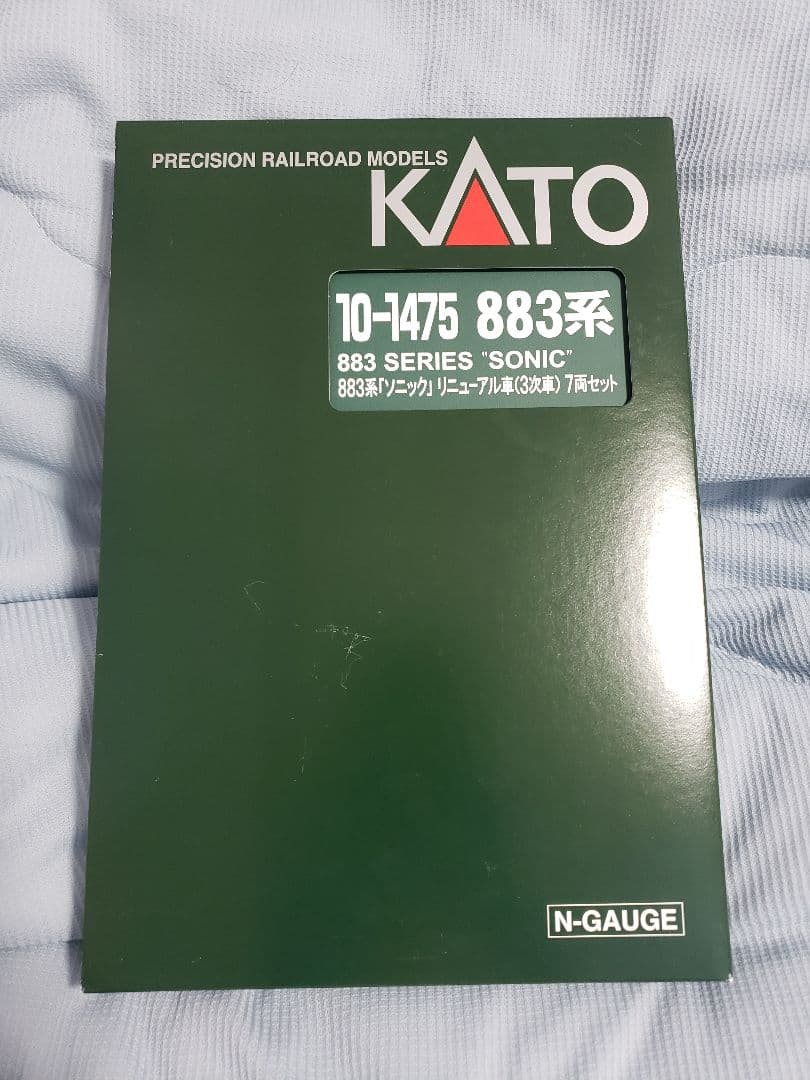 PRECISION RAILROAD MODELS
KATO
10-1475 883系
883 SERIES "SONIC"
883系「ソニック」リニューアル車(3次車) 7両セット
N-GAUGE